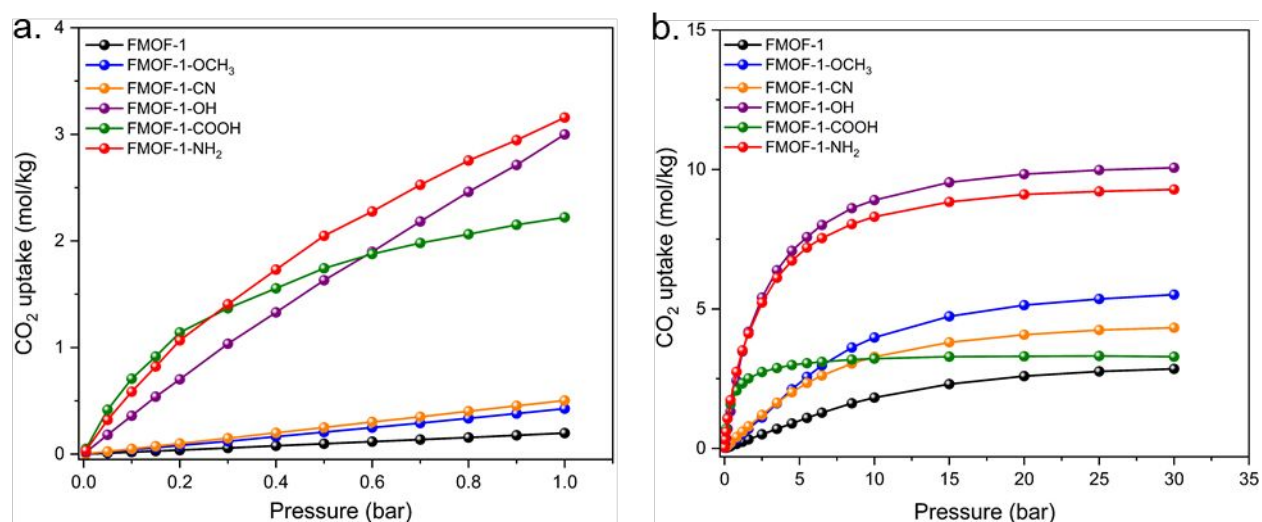 a.
FMOF-1
FMOF-1-OCH₃
FMOF-1-CN
FMOF-1-OH
FMOF-1-COOH
FMOF-1-NH₂
CO₂ uptake (mol/kg)
4
3
2
1
0
0.0 0.2 0.4 0.6 0.8 1.0
Pressure (bar)
b.
FMOF-1
FMOF-1-OCH₃
FMOF-1-CN
FMOF-1-OH
FMOF-1-COOH
FMOF-1-NH₂
CO₂ uptake (mol/kg)
15
10
5
0
0 5 10 15 20 25 30 35
Pressure (bar)